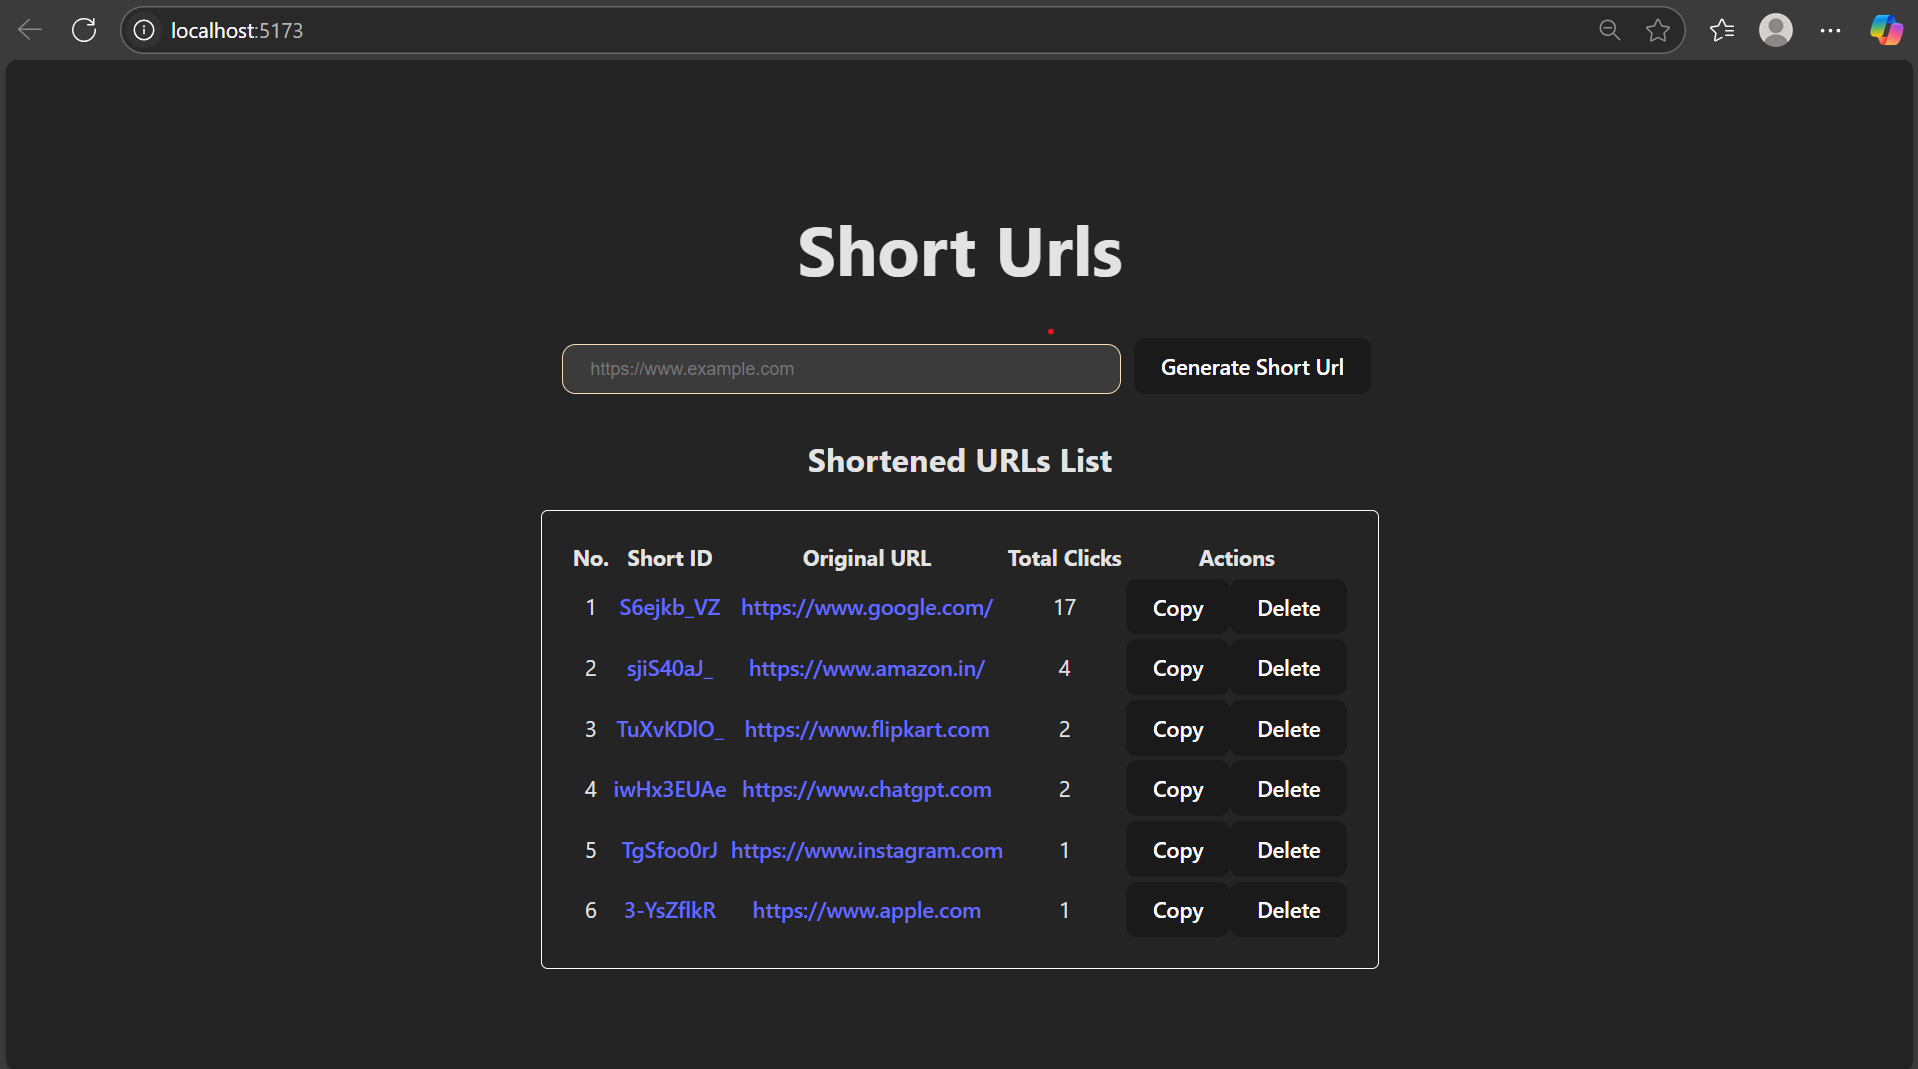 localhost:5173
Short Urls
https://www.example.com Generate Short Url
Shortened URLs List
No. Short ID Original URL Total Clicks Actions
1 S6ejkb_VZ https://www.google.com/ 17 Copy Delete
2 sjiS40aJ_ https://www.amazon.in/ 4 Copy Delete
3 TuXvKDlO_ https://www.flipkart.com 2 Copy Delete
4 iwHx3EUAe https://www.chatgpt.com 2 Copy Delete
5 TgSfoo0rJ https://www.instagram.com 1 Copy Delete
6 3-YsZflkR https://www.apple.com 1 Copy Delete